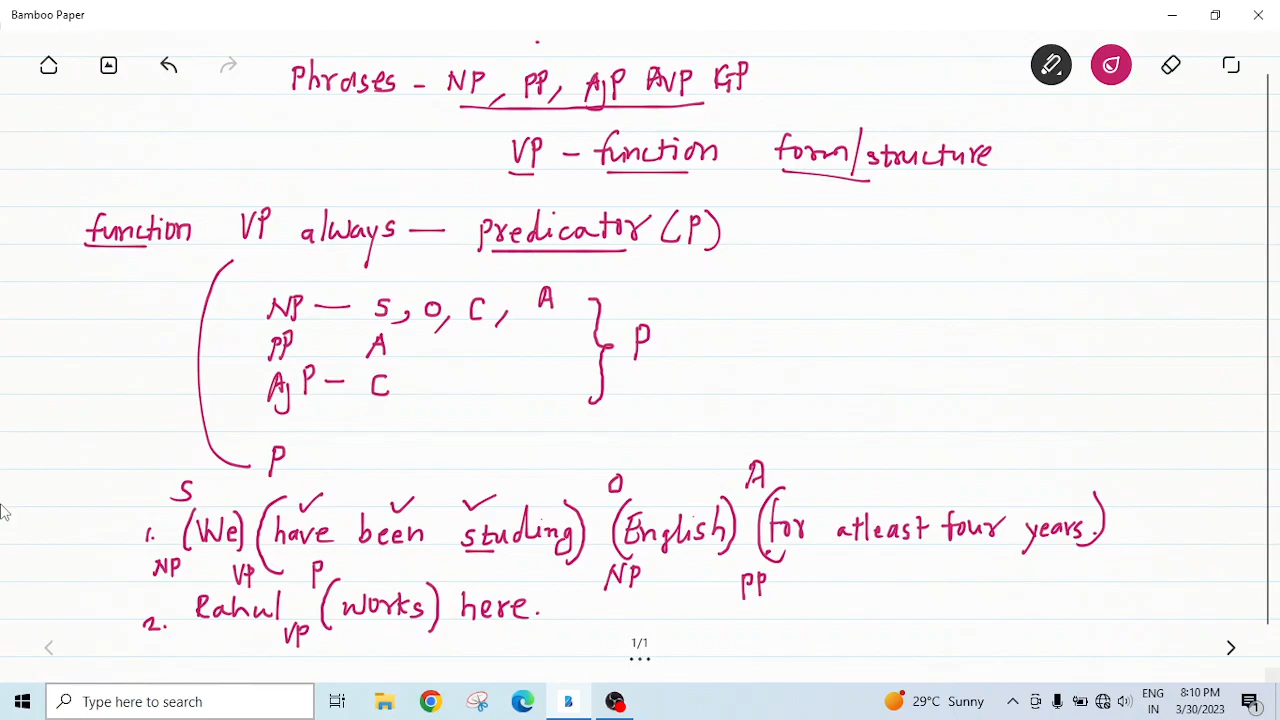 Bamboo Paper
Phrases - NP, PP, AjP AVP GP
VP - function form/structure
function VP always - predicator (P)
NP - S, O, C, A
PP A
AjP - C
P
P
S O A
1. (We) (have been studing) (English) (for atleast four years.)
NP VP P NP PP
2. Rahul (works) here.
VP
1/1
Type here to search
29°C Sunny
ENG
IN
8:10 PM
3/30/2023